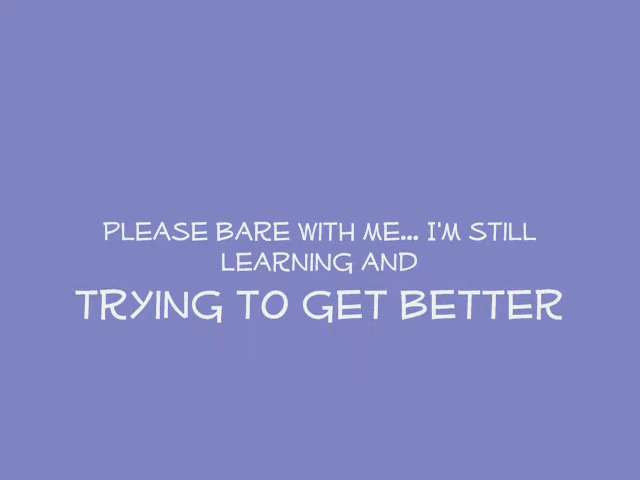 PLEASE BARE WITH ME... I'M STILL
LEARNING AND
TRYING TO GET BETTER